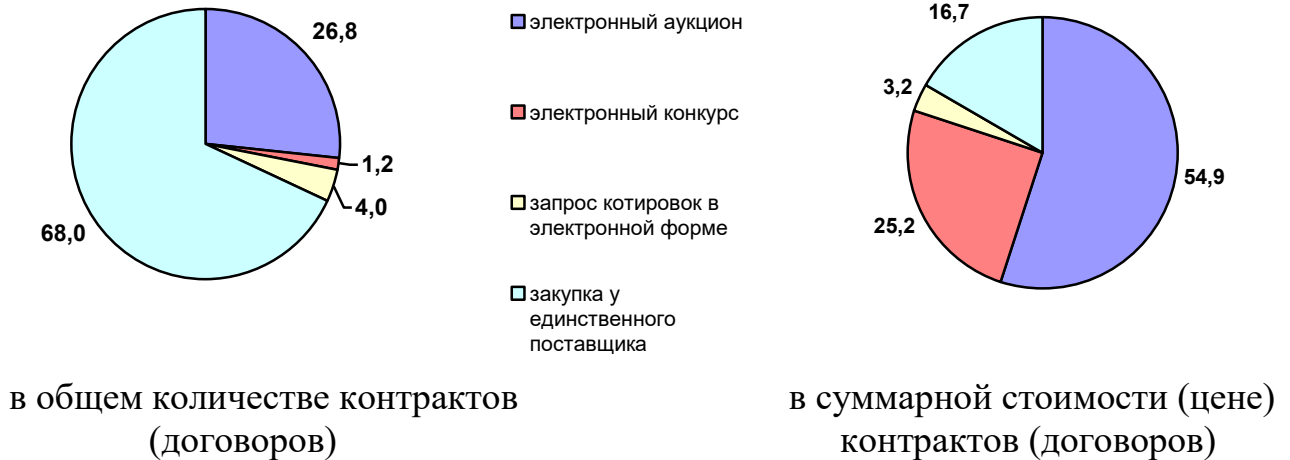 26,8
1,2
4,0
68,0
электронный аукцион
электронный конкурс
запрос котировок в
электронной форме
закупка у
единственного
поставщика
16,7
3,2
54,9
25,2
в общем количестве контрактов
(договоров)
в суммарной стоимости (цене)
контрактов (договоров)